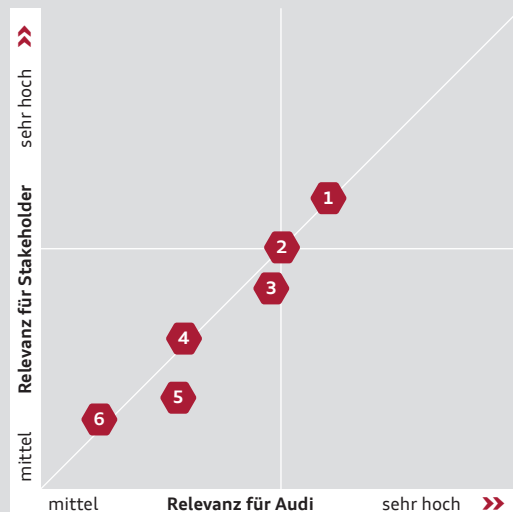 sehr hoch
Relevanz für Stakeholder
mittel
1
2
3
4
5
6
mittel Relevanz für Audi sehr hoch